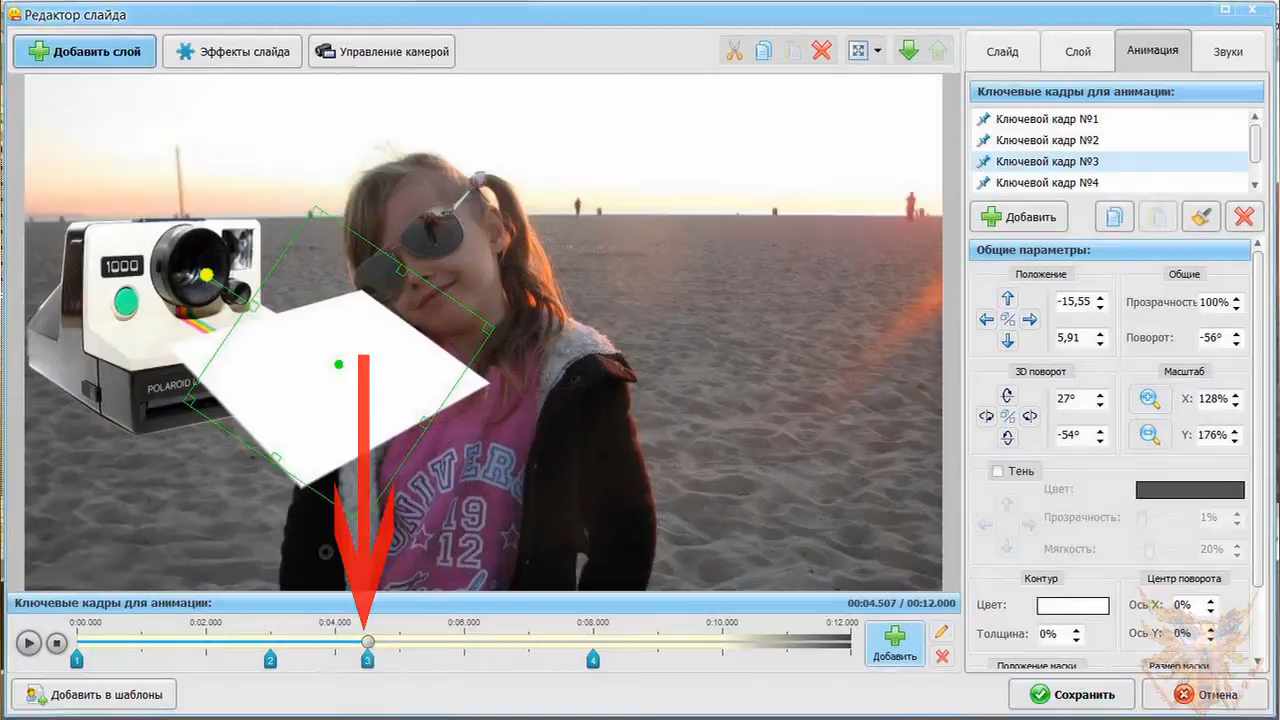 Редактор слайда
Добавить слой Эффекты слайда Управление камерой
Слайд Слой Анимация Звуки
Ключевые кадры для анимации:
Ключевой кадр №1
Ключевой кадр №2
Ключевой кадр №3
Ключевой кадр №4
Добавить
Общие параметры:
Положение Общие
-15,55 Прозрачность 100%
5,91 Поворот: -56°
3D поворот Масштаб
27° X: 128%
-54° Y: 176%
Тень
Цвет:
Прозрачность: 1%
Мягкость: 20%
Контур Центр поворота
Цвет: Ось X: 0%
Толщина: 0% Ось Y: 0%
Положение маски Размер маски
1000
POLAROID
UNIVERS
19
12
Ключевые кадры для анимации: 00:04.507 / 00:12.000
0:00.000 0:02.000 0:04.000 0:06.000 0:08.000 0:10.000 0:12.000
1 2 3 4
Добавить
Добавить в шаблоны Сохранить Отмена